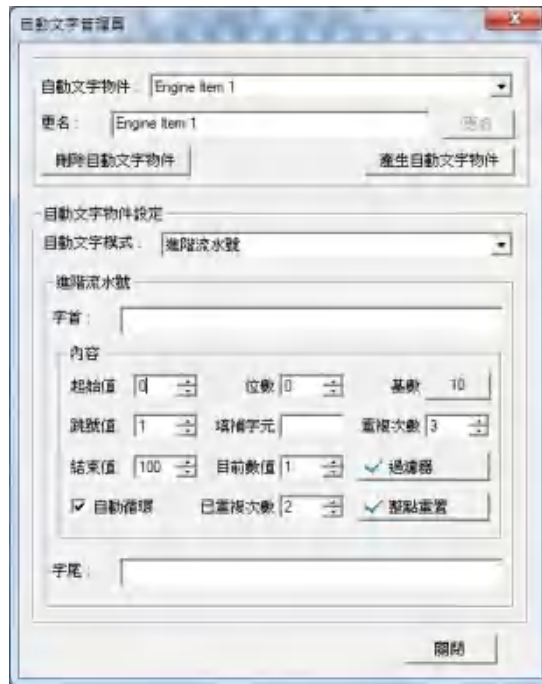 自動文字管理員
自動文字物件： Engine Item 1
更名： Engine Item 1 更名
刪除自動文字物件 產生自動文字物件
自動文字物件設定
自動文字模式： 進階流水號
進階流水號
字首：
內容
起始值 0 位數 0 基數 10
跳號值 1 填補字元 重複次數 3
結束值 100 目前數值 1 過濾器
自動循環 已重複次數 2 整點重置
字尾：
關閉